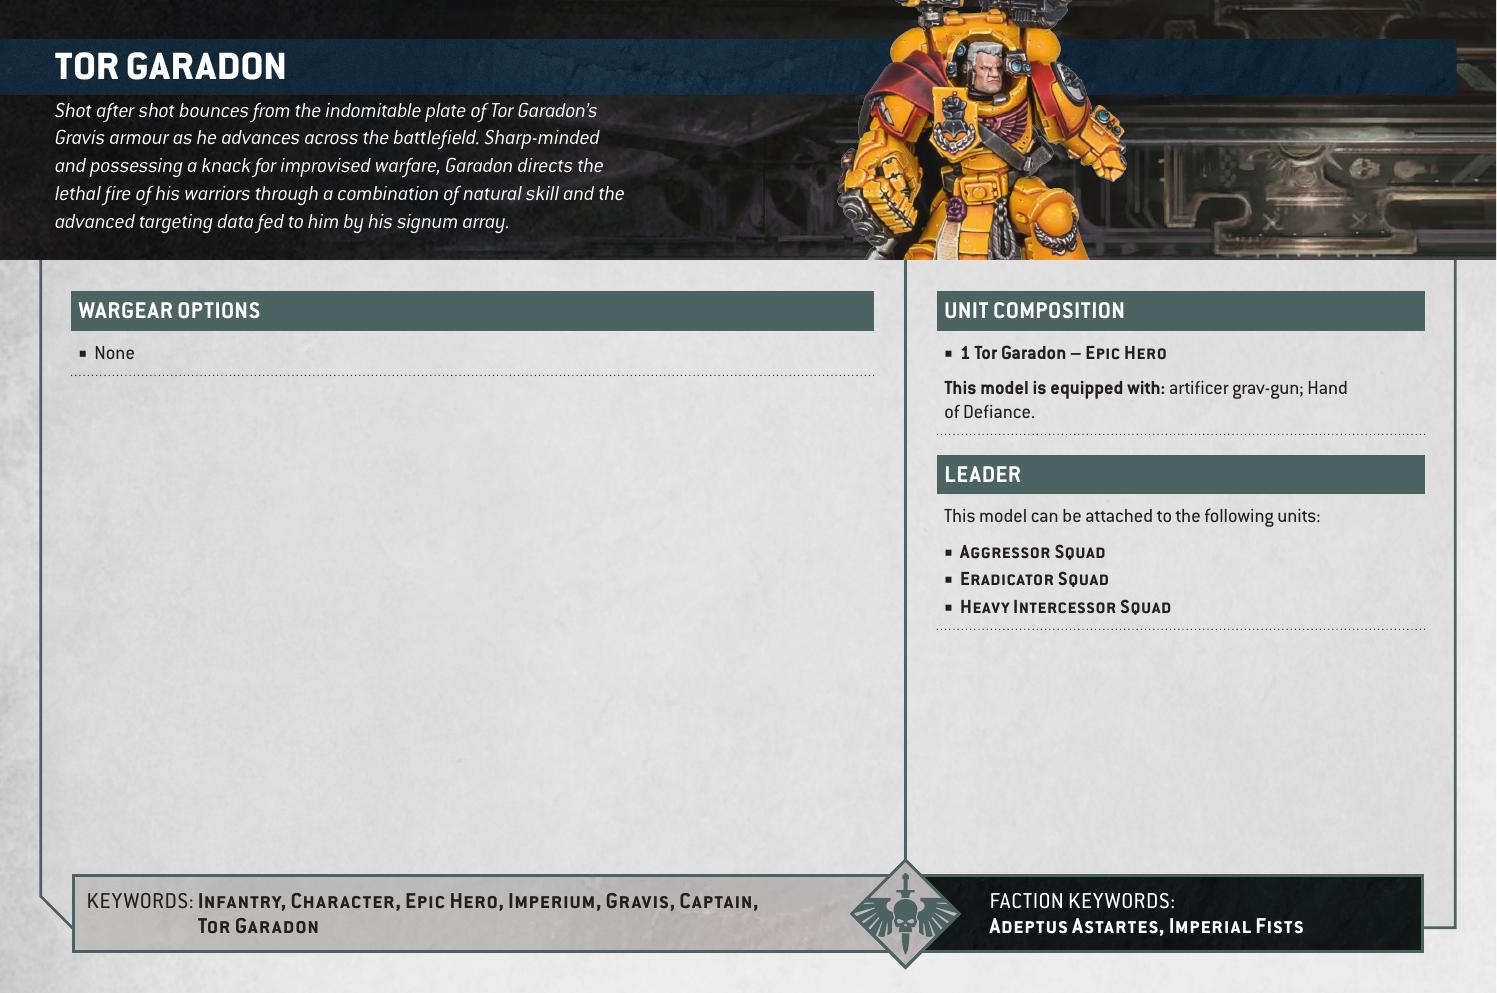 TOR GARADON
Shot after shot bounces from the indomitable plate of Tor Garadon's
Gravis armour as he advances across the battlefield. Sharp-minded
and possessing a knack for improvised warfare, Garadon directs the
lethal fire of his warriors through a combination of natural skill and the
advanced targeting data fed to him by his signum array.
WARGEAR OPTIONS
▪ None
UNIT COMPOSITION
▪ 1 Tor Garadon – Epic Hero
This model is equipped with: artificer grav-gun; Hand
of Defiance.
LEADER
This model can be attached to the following units:
▪ Aggressor Squad
▪ Eradicator Squad
▪ Heavy Intercessor Squad
KEYWORDS: Infantry, Character, Epic Hero, Imperium, Gravis, Captain,
Tor Garadon
FACTION KEYWORDS:
Adeptus Astartes, Imperial Fists